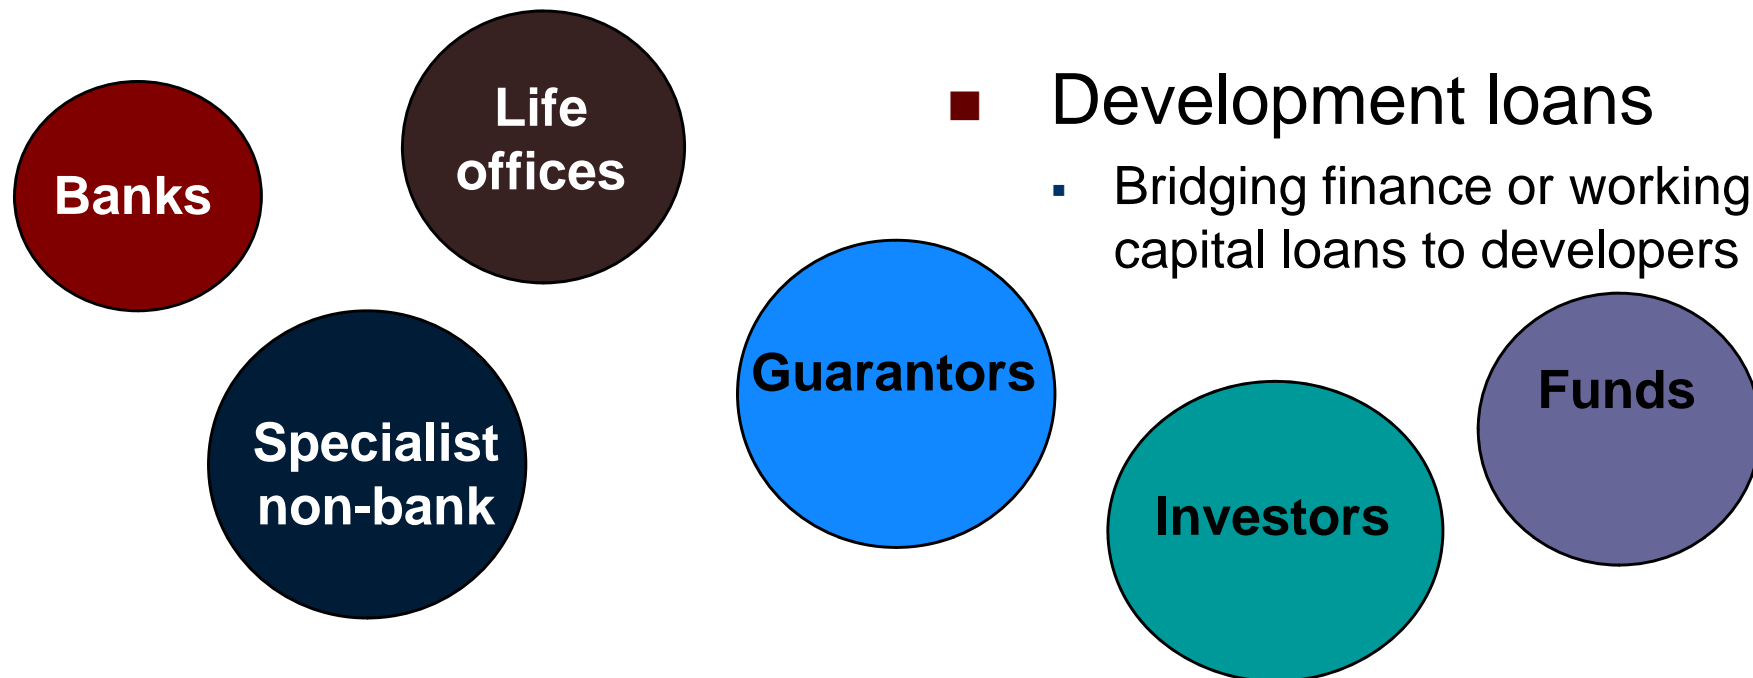 Banks
Life
offices
Specialist
non-bank
Guarantors
Development loans
Bridging finance or working
capital loans to developers
Investors
Funds